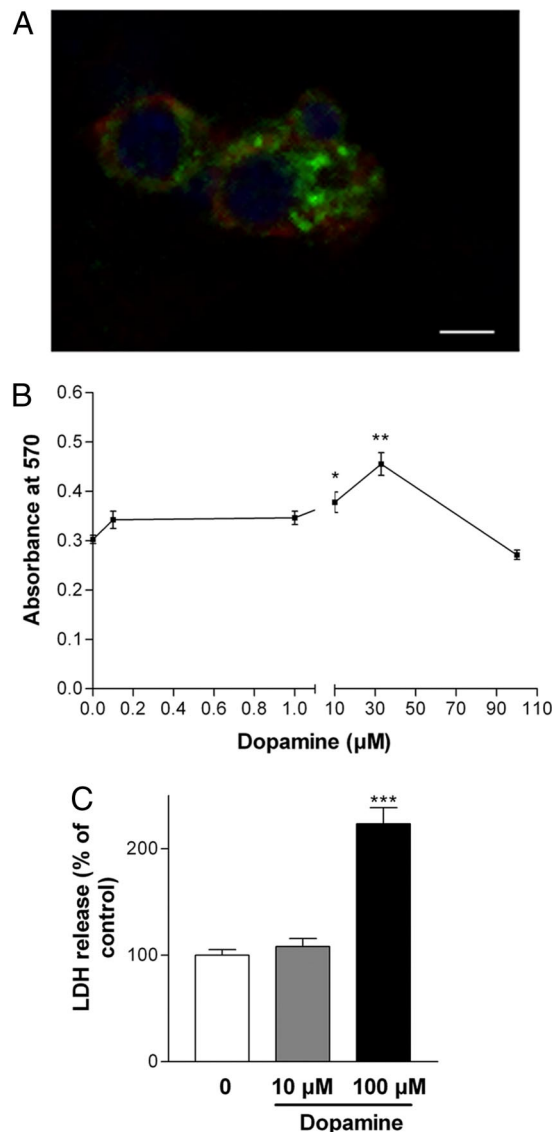 A
B
Absorbance at 570
0.6
0.5
0.4
0.3
0.2
0.1
0.0
*
**
0.0 0.2 0.4 0.6 0.8 1.0 10 30 50 70 90 110
Dopamine (µM)
C
LDH release (% of
control)
200
100
0
***
0 10 µM 100 µM
Dopamine